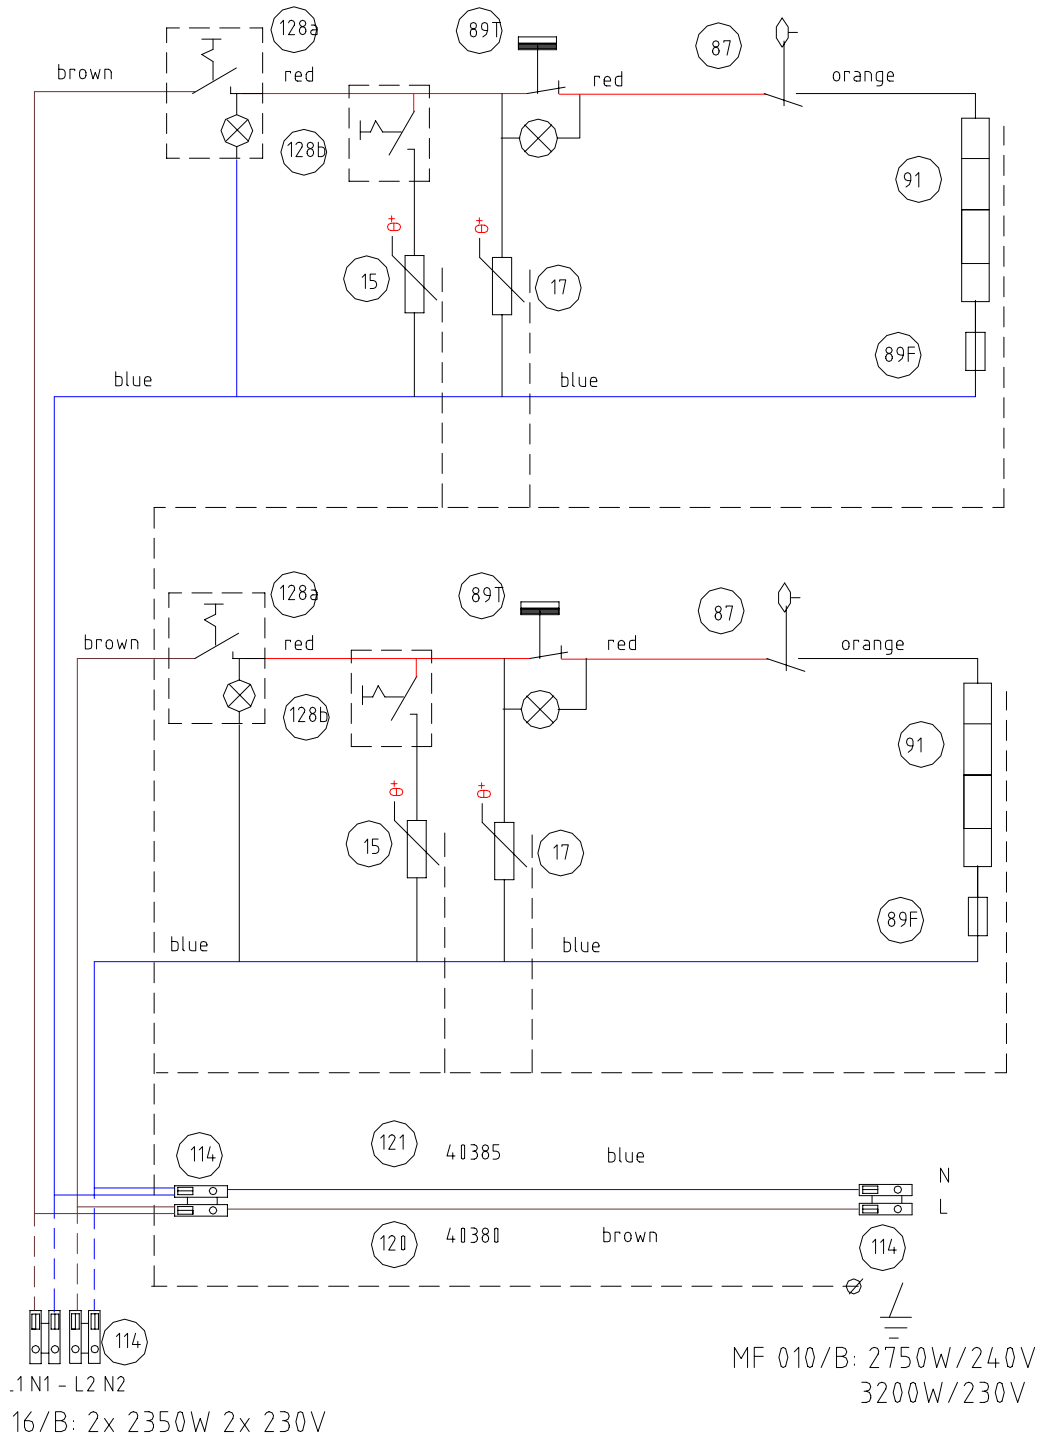 128a
89T
87
brown
red
red
orange
128b
91
θ+
θ+
15
17
89F
blue
blue
128a
89T
87
brown
red
red
orange
128b
91
θ+
θ+
15
17
89F
blue
blue
121
40385
blue
114
N
L
120
40380
brown
114
114
MF 010/B: 2750W/240V
3200W/230V
.1 N1 - L2 N2
16/B: 2x 2350W 2x 230V